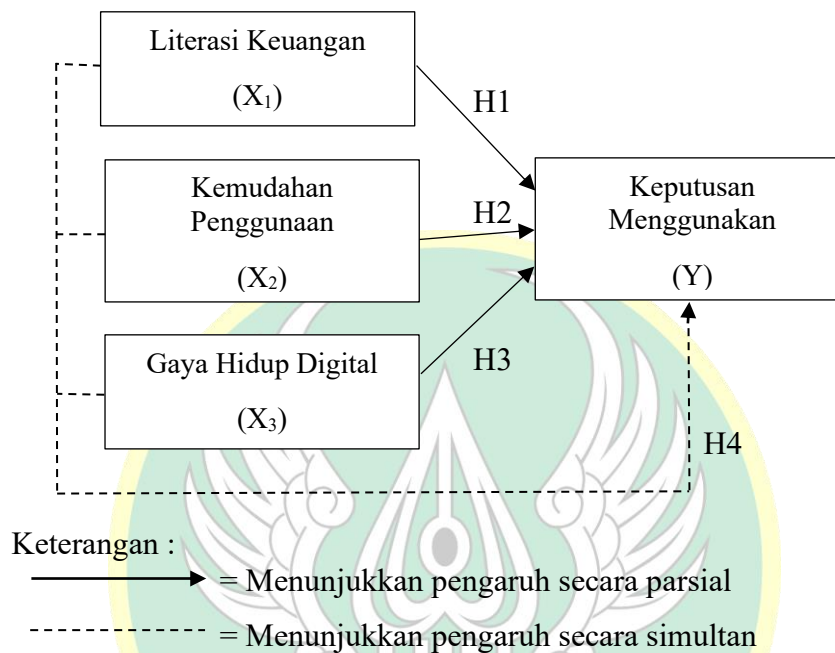 Literasi Keuangan
(X₁)
H1
Kemudahan
Penggunaan
(X₂)
H2
Keputusan
Menggunakan
(Y)
Gaya Hidup Digital
(X₃)
H3
H4
Keterangan :
= Menunjukkan pengaruh secara parsial
= Menunjukkan pengaruh secara simultan